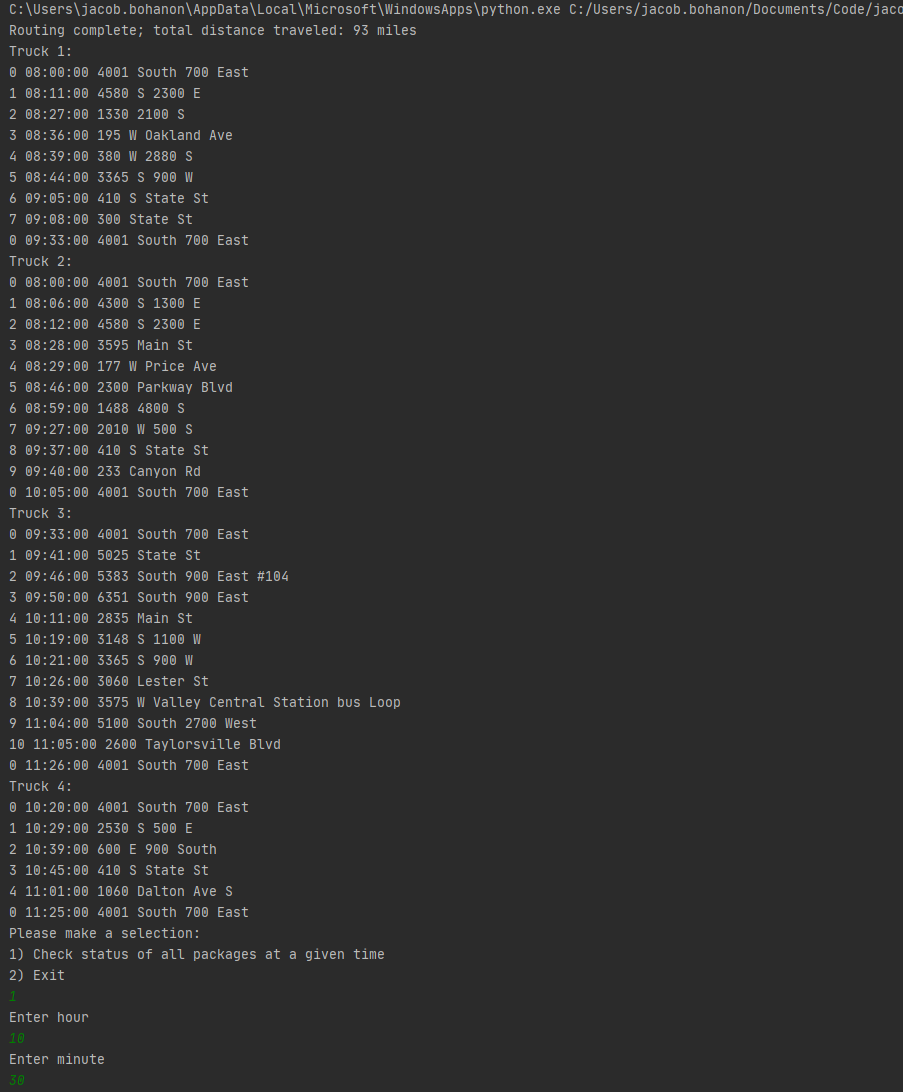 C:\Users\jacob.bohanon\AppData\Local\Microsoft\WindowsApps\python.exe C:/Users/jacob.bohanon/Documents/Code/jaco
Routing complete; total distance traveled: 93 miles
Truck 1:
0 08:00:00 4001 South 700 East
1 08:11:00 4580 S 2300 E
2 08:27:00 1330 2100 S
3 08:36:00 195 W Oakland Ave
4 08:39:00 380 W 2880 S
5 08:44:00 3365 S 900 W
6 09:05:00 410 S State St
7 09:08:00 300 State St
0 09:33:00 4001 South 700 East
Truck 2:
0 08:00:00 4001 South 700 East
1 08:06:00 4300 S 1300 E
2 08:12:00 4580 S 2300 E
3 08:28:00 3595 Main St
4 08:29:00 177 W Price Ave
5 08:46:00 2300 Parkway Blvd
6 08:59:00 1488 4800 S
7 09:27:00 2010 W 500 S
8 09:37:00 410 S State St
9 09:40:00 233 Canyon Rd
0 10:05:00 4001 South 700 East
Truck 3:
0 09:33:00 4001 South 700 East
1 09:41:00 5025 State St
2 09:46:00 5383 South 900 East #104
3 09:50:00 6351 South 900 East
4 10:11:00 2835 Main St
5 10:19:00 3148 S 1100 W
6 10:21:00 3365 S 900 W
7 10:26:00 3060 Lester St
8 10:39:00 3575 W Valley Central Station bus Loop
9 11:04:00 5100 South 2700 West
10 11:05:00 2600 Taylorsville Blvd
0 11:26:00 4001 South 700 East
Truck 4:
0 10:20:00 4001 South 700 East
1 10:29:00 2530 S 500 E
2 10:39:00 600 E 900 South
3 10:45:00 410 S State St
4 11:01:00 1060 Dalton Ave S
0 11:25:00 4001 South 700 East
Please make a selection:
1) Check status of all packages at a given time
2) Exit
1
Enter hour
10
Enter minute
30